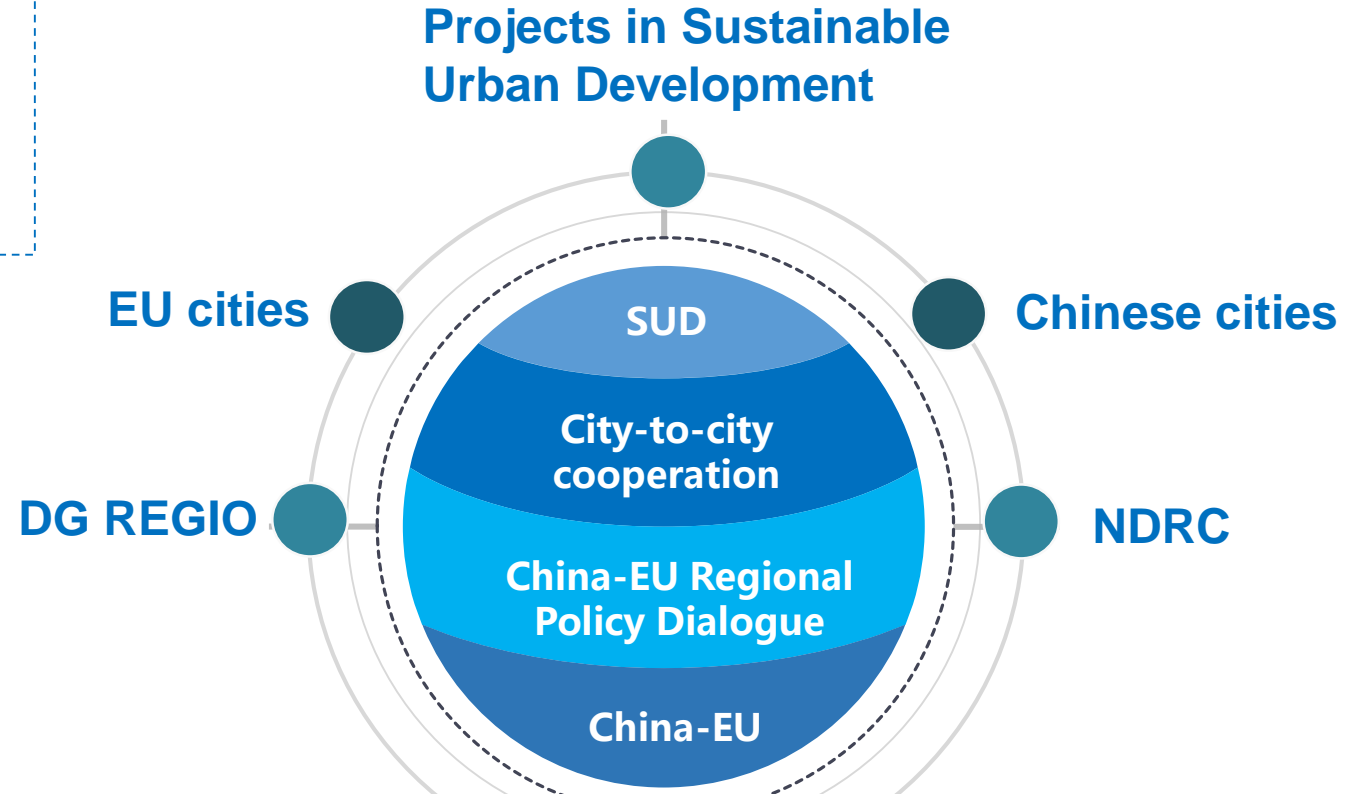 Projects in Sustainable
Urban Development
EU cities
SUD
Chinese cities
City-to-city
cooperation
DG REGIO
NDRC
China-EU Regional
Policy Dialogue
China-EU